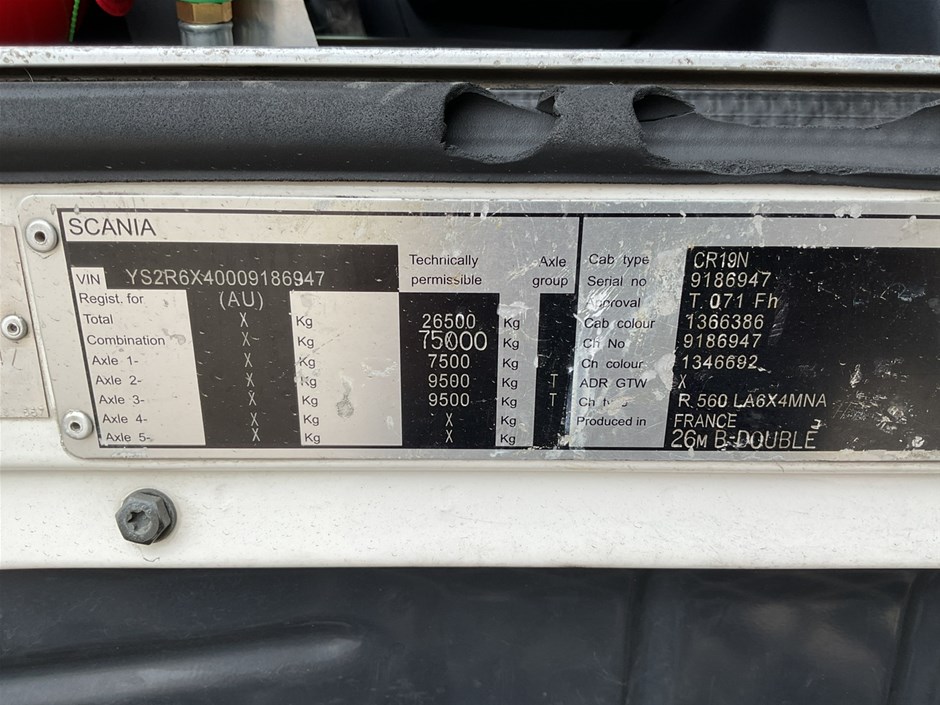 SCANIA
VIN YS2R6X40009186947
Regist. for (AU)
Technically permissible
Axle group
Total X Kg 26500 Kg
Combination X Kg 75000 Kg
Axle 1- X Kg 7500 Kg
Axle 2- X Kg 9500 Kg T
Axle 3- X Kg 9500 Kg T
Axle 4- X Kg X Kg
Axle 5- X Kg X Kg
Cab type CR19N
Serial no 9186947
Approval T. 071 Fh
Cab colour 1366386
Ch No 9186947
Ch colour 1346692
ADR GTW X
Ch R 560 LA6X4MNA
Produced in FRANCE
26M B-DOUBLE